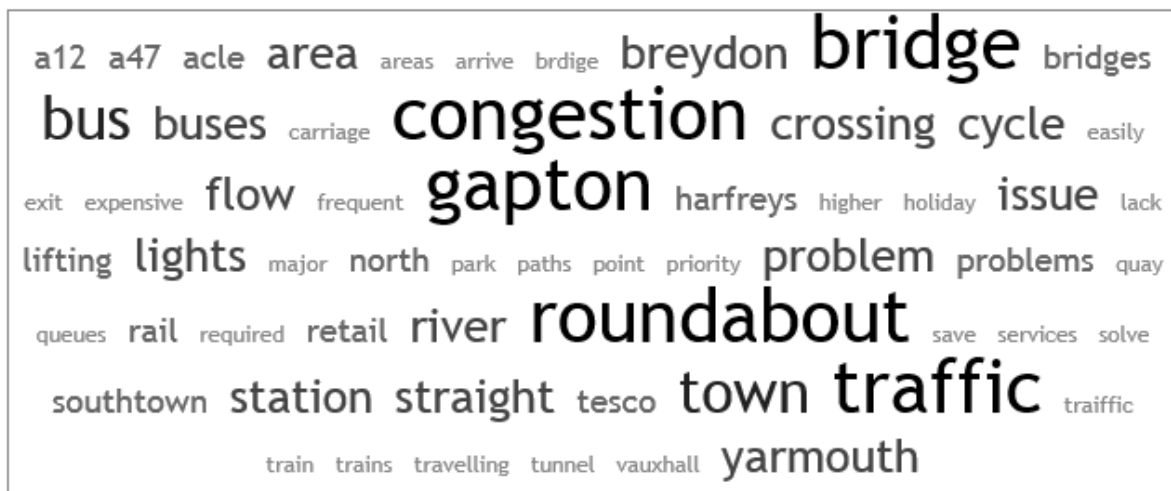 a12 a47 acle area areas arrive brdige breydon bridge bridges
bus buses carriage congestion crossing cycle easily
exit expensive flow frequent gapton harfreys higher holiday issue lack
lifting lights major north park paths point priority problem problems quay
queues rail required retail river roundabout save services solve
southtown station straight tesco town traffic traiffic
train trains travelling tunnel vauxhall yarmouth